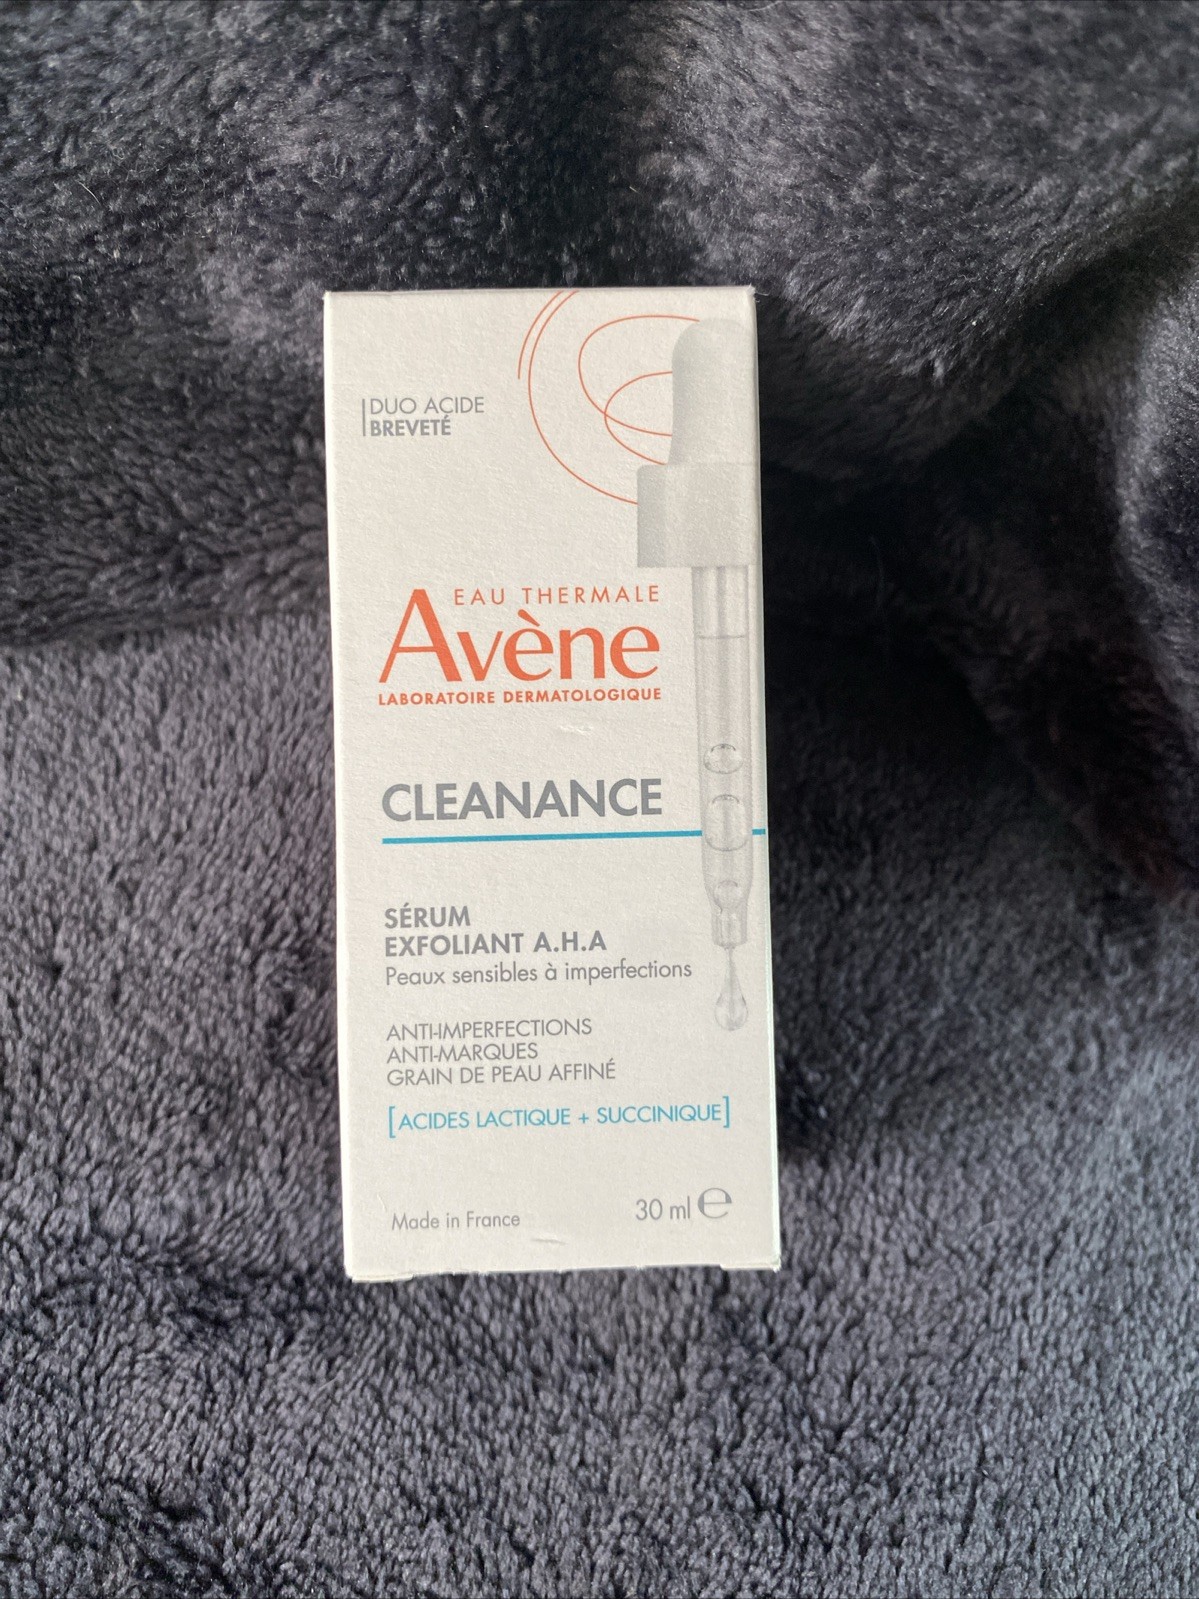 DUO ACIDE
BREVETÉ
EAU THERMALE
Avène
LABORATOIRE DERMATOLOGIQUE
CLEANANCE
SÉRUM
EXFOLIANT A.H.A
Peaux sensibles à imperfections
ANTI-IMPERFECTIONS
ANTI-MARQUES
GRAIN DE PEAU AFFINÉ
[ACIDES LACTIQUE + SUCCINIQUE]
Made in France
30 ml ℮